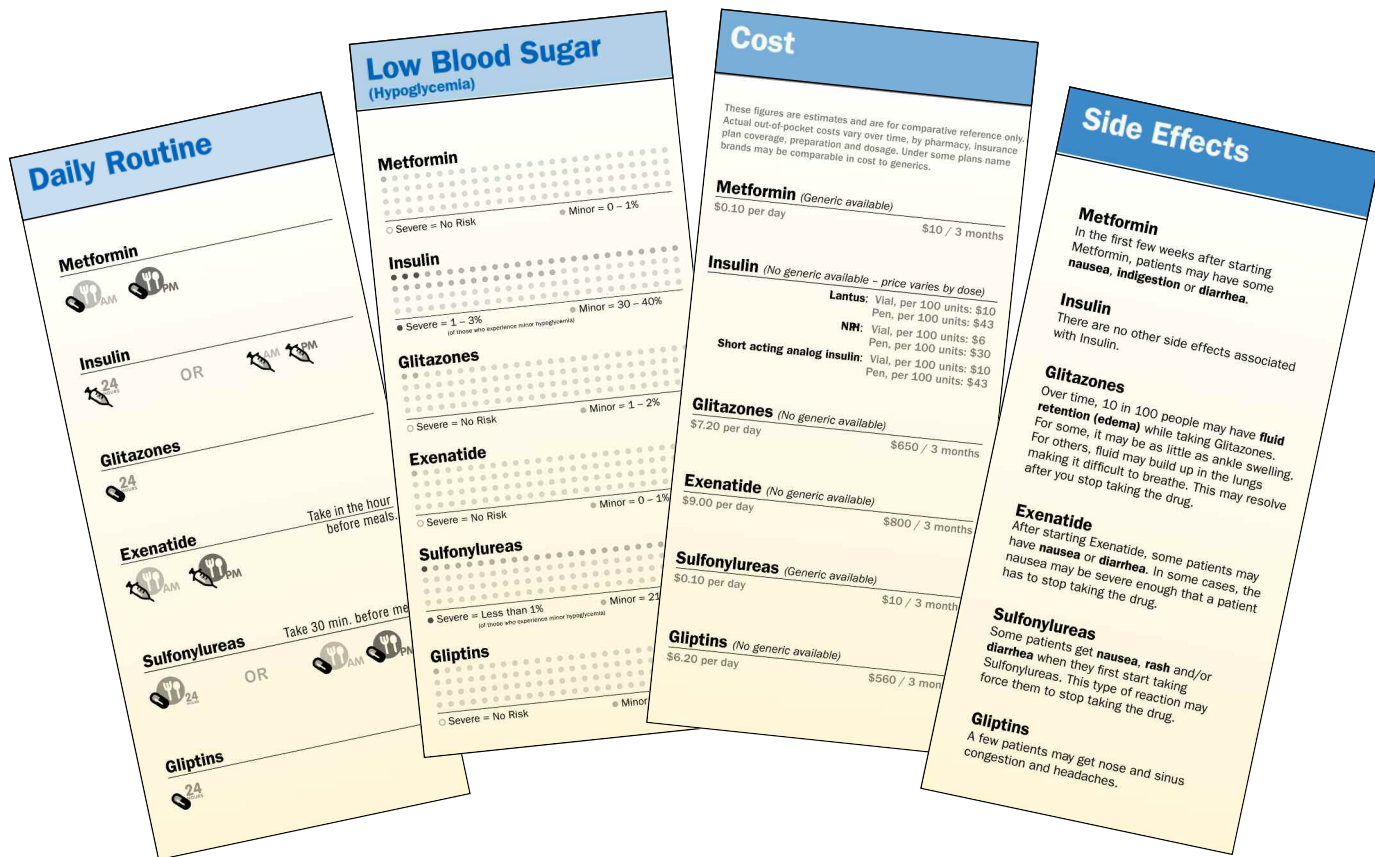 Daily Routine
Metformin
AM PM
Insulin
24 HOURS OR AM PM
Glitazones
24 HOURS
Exenatide
Take in the hour
before meals.
AM PM
Sulfonylureas
Take 30 min. before me
24 HOURS OR AM PM
Gliptins
24 HOURS
Low Blood Sugar
(Hypoglycemia)
Metformin
Severe = No Risk Minor = 0 – 1%
Insulin
Severe = 1 – 3% Minor = 30 – 40%
(of those who experience minor hypoglycemia)
Glitazones
Severe = No Risk Minor = 1 – 2%
Exenatide
Severe = No Risk Minor = 0 – 1%
Sulfonylureas
Severe = Less than 1% Minor = 21
(of those who experience minor hypoglycemia)
Gliptins
Severe = No Risk Minor
Cost
These figures are estimates and are for comparative reference only.
Actual out-of-pocket costs vary over time, by pharmacy, insurance
plan coverage, preparation and dosage. Under some plans name
brands may be comparable in cost to generics.
Metformin (Generic available)
$0.10 per day $10 / 3 months
Insulin (No generic available – price varies by dose)
Lantus: Vial, per 100 units: $10
Pen, per 100 units: $43
NPH: Vial, per 100 units: $6
Pen, per 100 units: $30
Short acting analog insulin: Vial, per 100 units: $10
Pen, per 100 units: $43
Glitazones (No generic available)
$7.20 per day $650 / 3 months
Exenatide (No generic available)
$9.00 per day $800 / 3 months
Sulfonylureas (Generic available)
$0.10 per day $10 / 3 month
Gliptins (No generic available)
$6.20 per day $560 / 3 mon
Side Effects
Metformin
In the first few weeks after starting
Metformin, patients may have some
nausea, indigestion or diarrhea.
Insulin
There are no other side effects associated
with Insulin.
Glitazones
Over time, 10 in 100 people may have fluid
retention (edema) while taking Glitazones.
For some, it may be as little as ankle swelling.
For others, fluid may build up in the lungs
making it difficult to breathe. This may resolve
after you stop taking the drug.
Exenatide
After starting Exenatide, some patients may
have nausea or diarrhea. In some cases, the
nausea may be severe enough that a patient
has to stop taking the drug.
Sulfonylureas
Some patients get nausea, rash and/or
diarrhea when they first start taking
Sulfonylureas. This type of reaction may
force them to stop taking the drug.
Gliptins
A few patients may get nose and sinus
congestion and headaches.